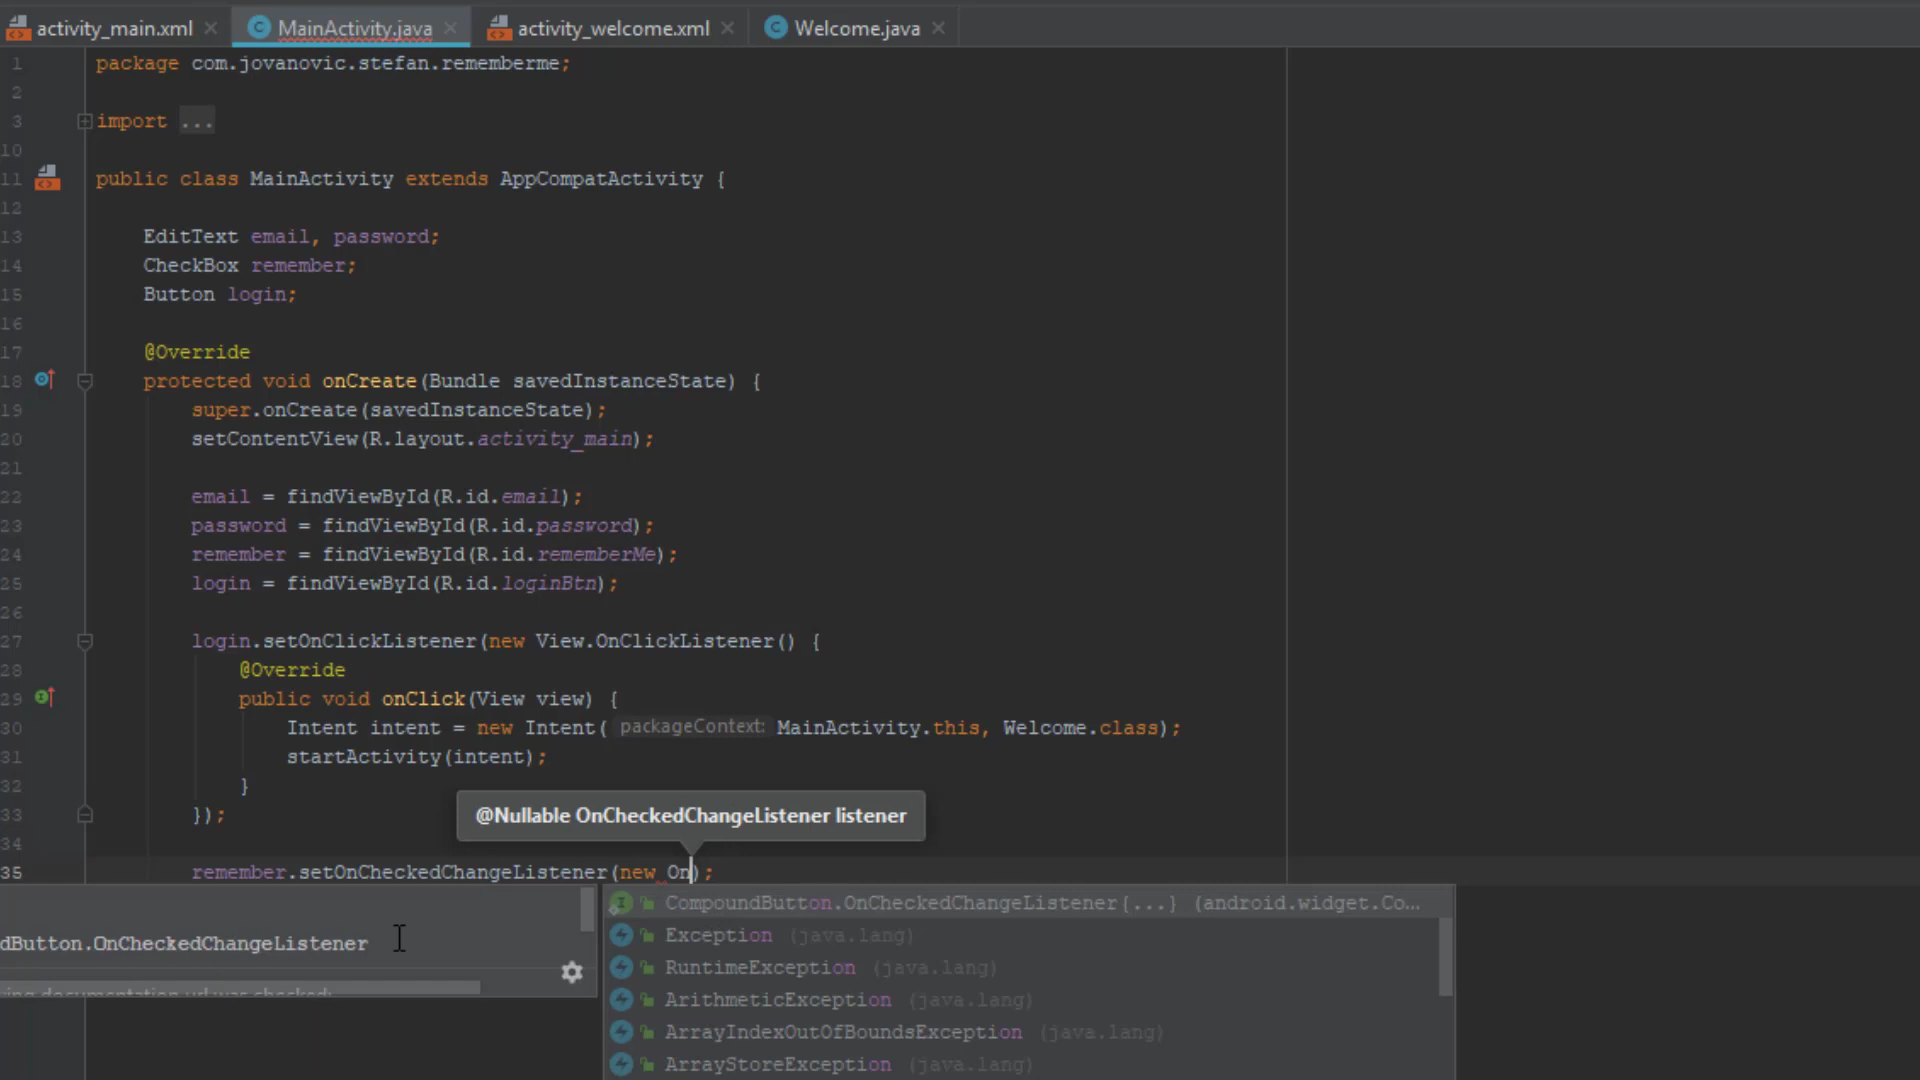 activity_main.xml MainActivity.java activity_welcome.xml Welcome.java
1 package com.jovanovic.stefan.rememberme;
2
3 import ...
10
11 public class MainActivity extends AppCompatActivity {
12
13 EditText email, password;
14 CheckBox remember;
15 Button login;
16
17 @Override
18 protected void onCreate(Bundle savedInstanceState) {
19 super.onCreate(savedInstanceState);
20 setContentView(R.layout.activity_main);
21
22 email = findViewById(R.id.email);
23 password = findViewById(R.id.password);
24 remember = findViewById(R.id.rememberMe);
25 login = findViewById(R.id.loginBtn);
26
27 login.setOnClickListener(new View.OnClickListener() {
28 @Override
29 public void onClick(View view) {
30 Intent intent = new Intent( packageContext: MainActivity.this, Welcome.class);
31 startActivity(intent);
32 }
33 });
@Nullable OnCheckedChangeListener listener
34
35 remember.setOnCheckedChangeListener(new On);
CompoundButton.OnCheckedChangeListener{...} (android.widget.Co...
dButton.OnCheckedChangeListener
Exception (java.lang)
RuntimeException (java.lang)
ArithmeticException (java.lang)
ArrayIndexOutOfBoundsException (java.lang)
ArrayStoreException (java.lang)